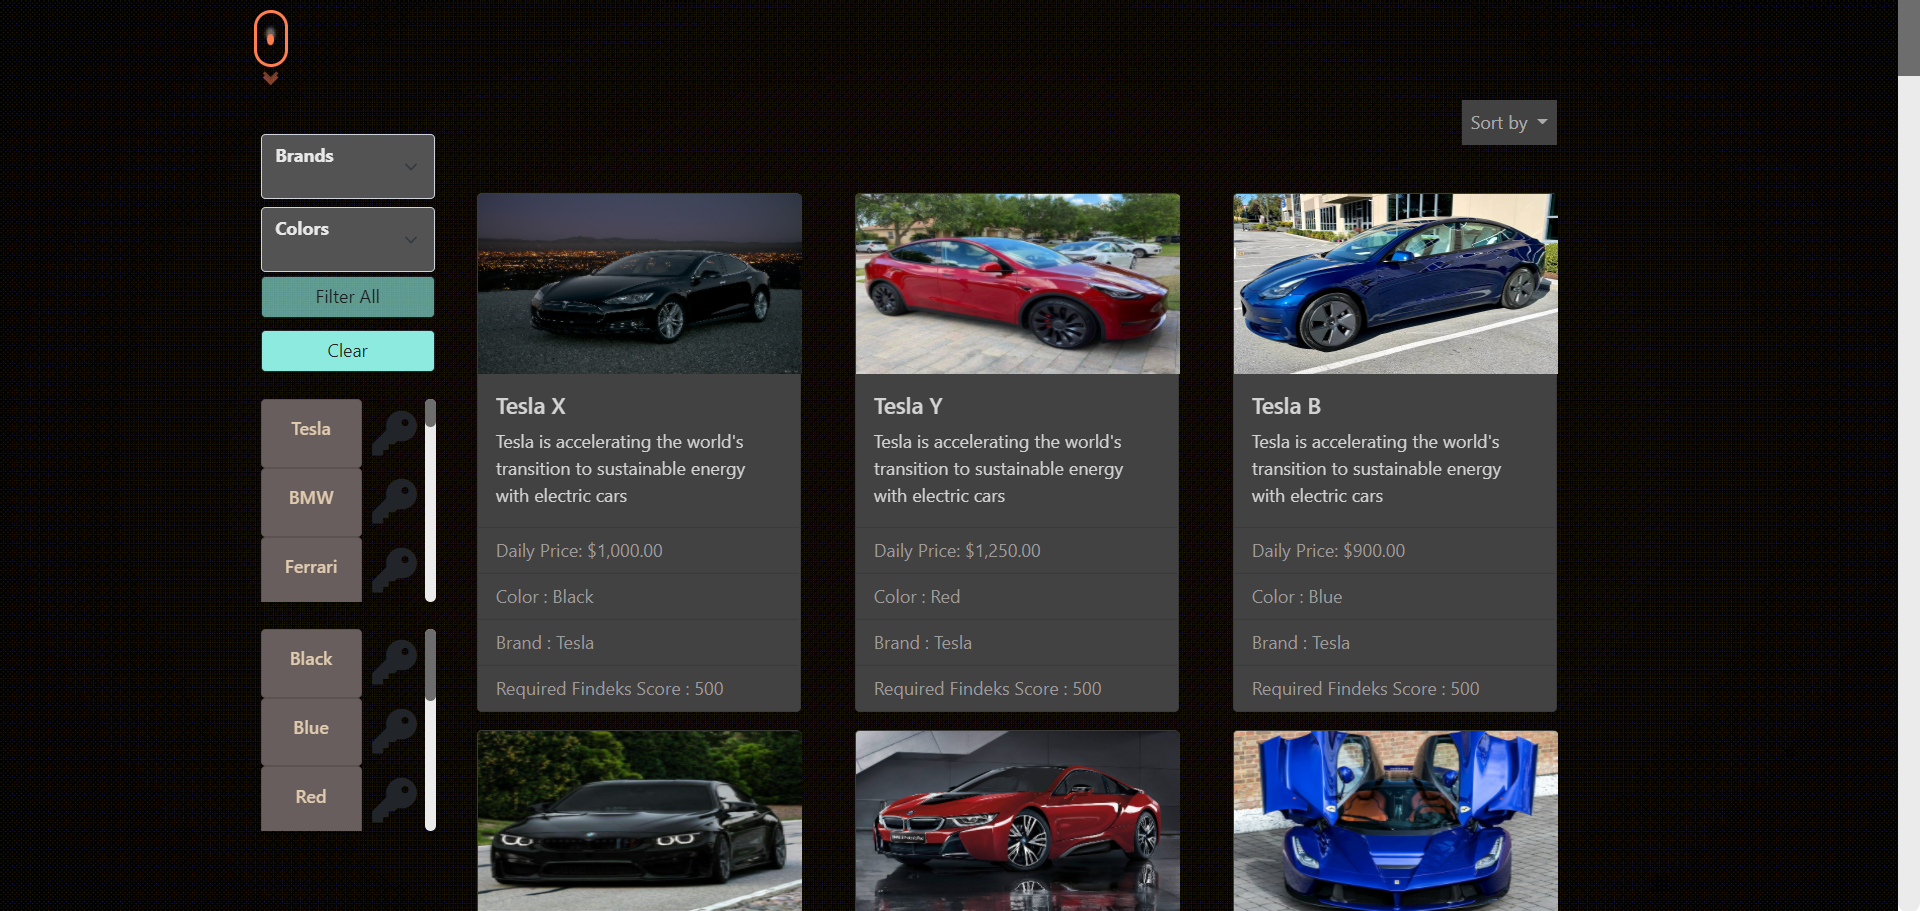 Sort by
Brands
Colors
Filter All
Clear
Tesla
BMW
Ferrari
Black
Blue
Red
Tesla X
Tesla is accelerating the world's
transition to sustainable energy
with electric cars
Daily Price: $1,000.00
Color : Black
Brand : Tesla
Required Findeks Score : 500
Tesla Y
Tesla is accelerating the world's
transition to sustainable energy
with electric cars
Daily Price: $1,250.00
Color : Red
Brand : Tesla
Required Findeks Score : 500
Tesla B
Tesla is accelerating the world's
transition to sustainable energy
with electric cars
Daily Price: $900.00
Color : Blue
Brand : Tesla
Required Findeks Score : 500